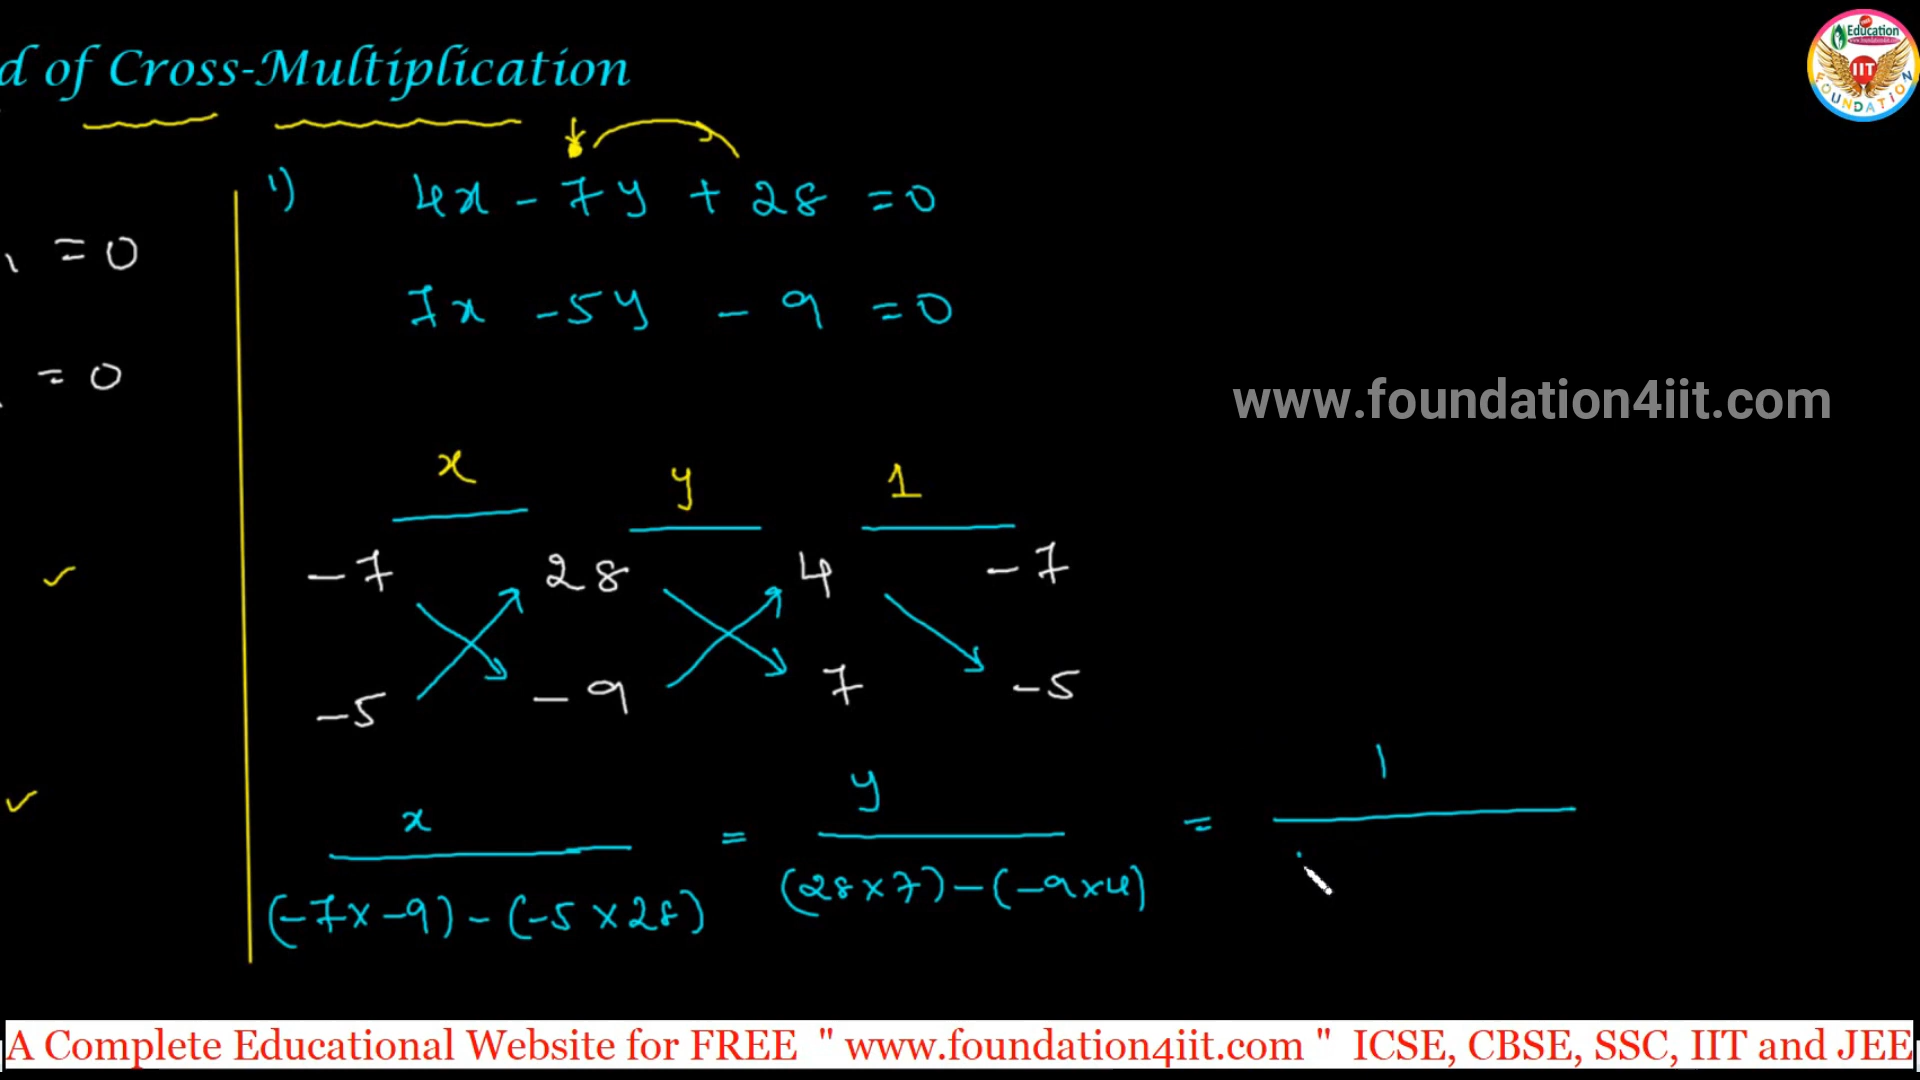 d of Cross-Multiplication
Education
IIT
FOUNDATION
1) 4x - 7y + 28 = 0
= 0
7x - 5y - 9 = 0
= 0
www.foundation4iit.com
x y 1
-7 28 4 -7
-5 -9 7 -5
x = y = 1
(-7x-9) - (-5x28) (28x7) - (-9x4)
A Complete Educational Website for FREE " www.foundation4iit.com " ICSE, CBSE, SSC, IIT and JEE